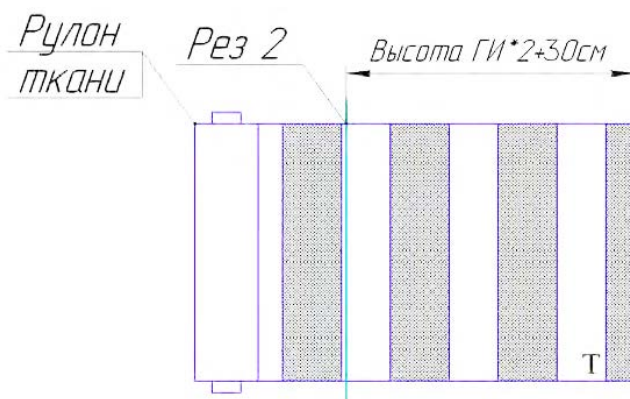 Рулон
ткани
Рез 2
Высота ГИ*2+30см
Т